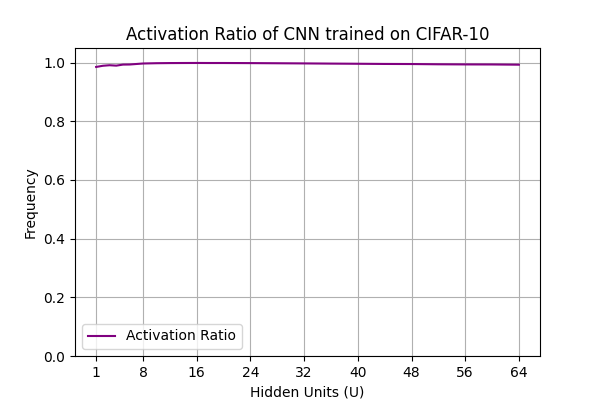 Activation Ratio of CNN trained on CIFAR-10
Frequency
1.0
0.8
0.6
0.4
0.2
0.0
Activation Ratio
1 8 16 24 32 40 48 56 64
Hidden Units (U)